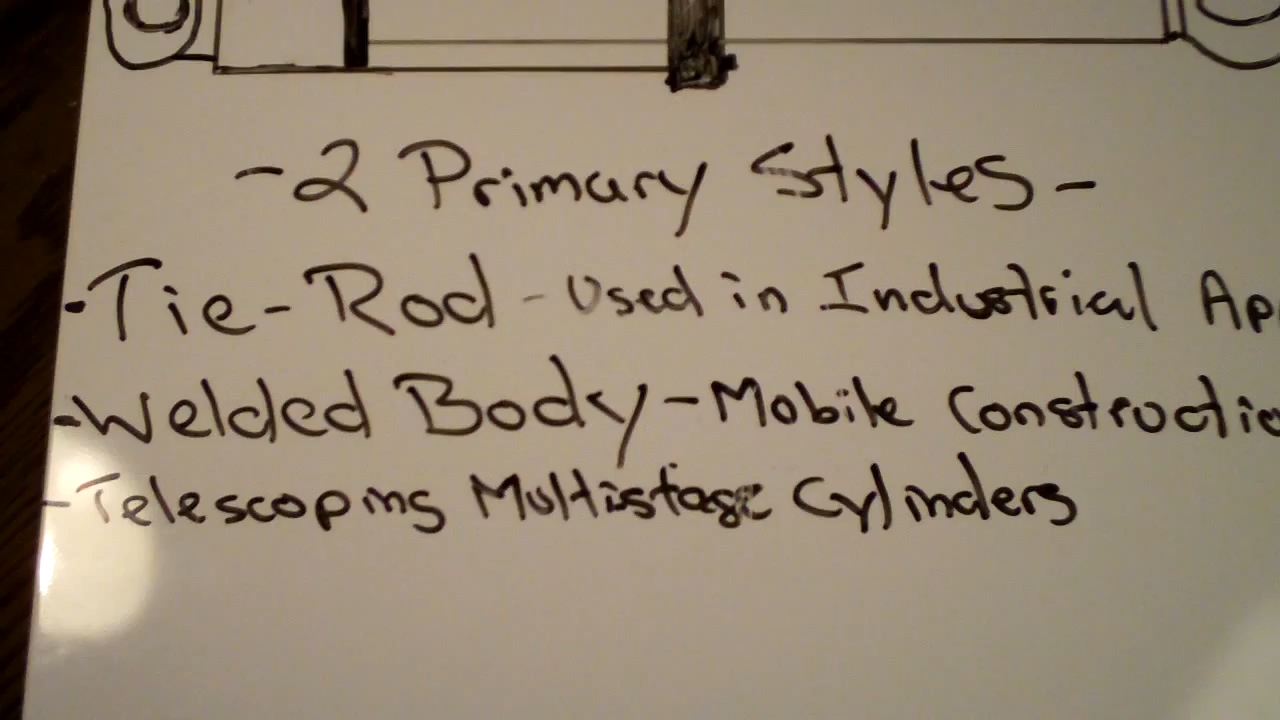 -2 Primary Styles-
·Tie-Rod - Used in Industrial
-Welded Body - Mobile
-Telescoping Multistage Cylinders